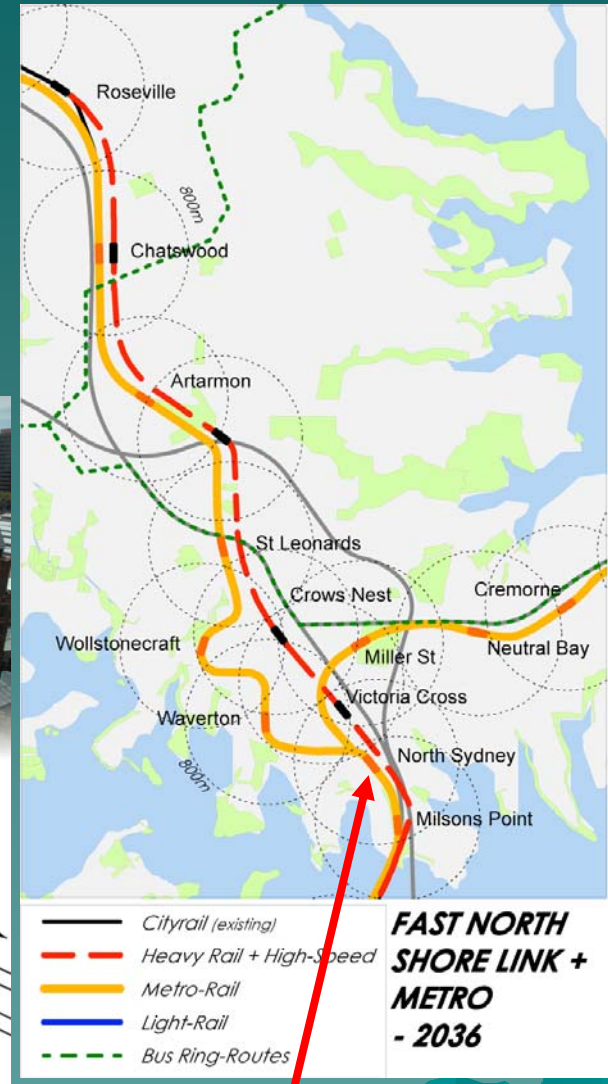 Roseville
800m
Chatswood
Artarmon
St Leonards
Crows Nest
Cremorne
Wollstonecraft
Miller St
Neutral Bay
Victoria Cross
Waverton
North Sydney
800m
Milsons Point
Cityrail (existing)
Heavy Rail + High-Speed
Metro-Rail
Light-Rail
Bus Ring-Routes
FAST NORTH
SHORE LINK +
METRO
- 2036